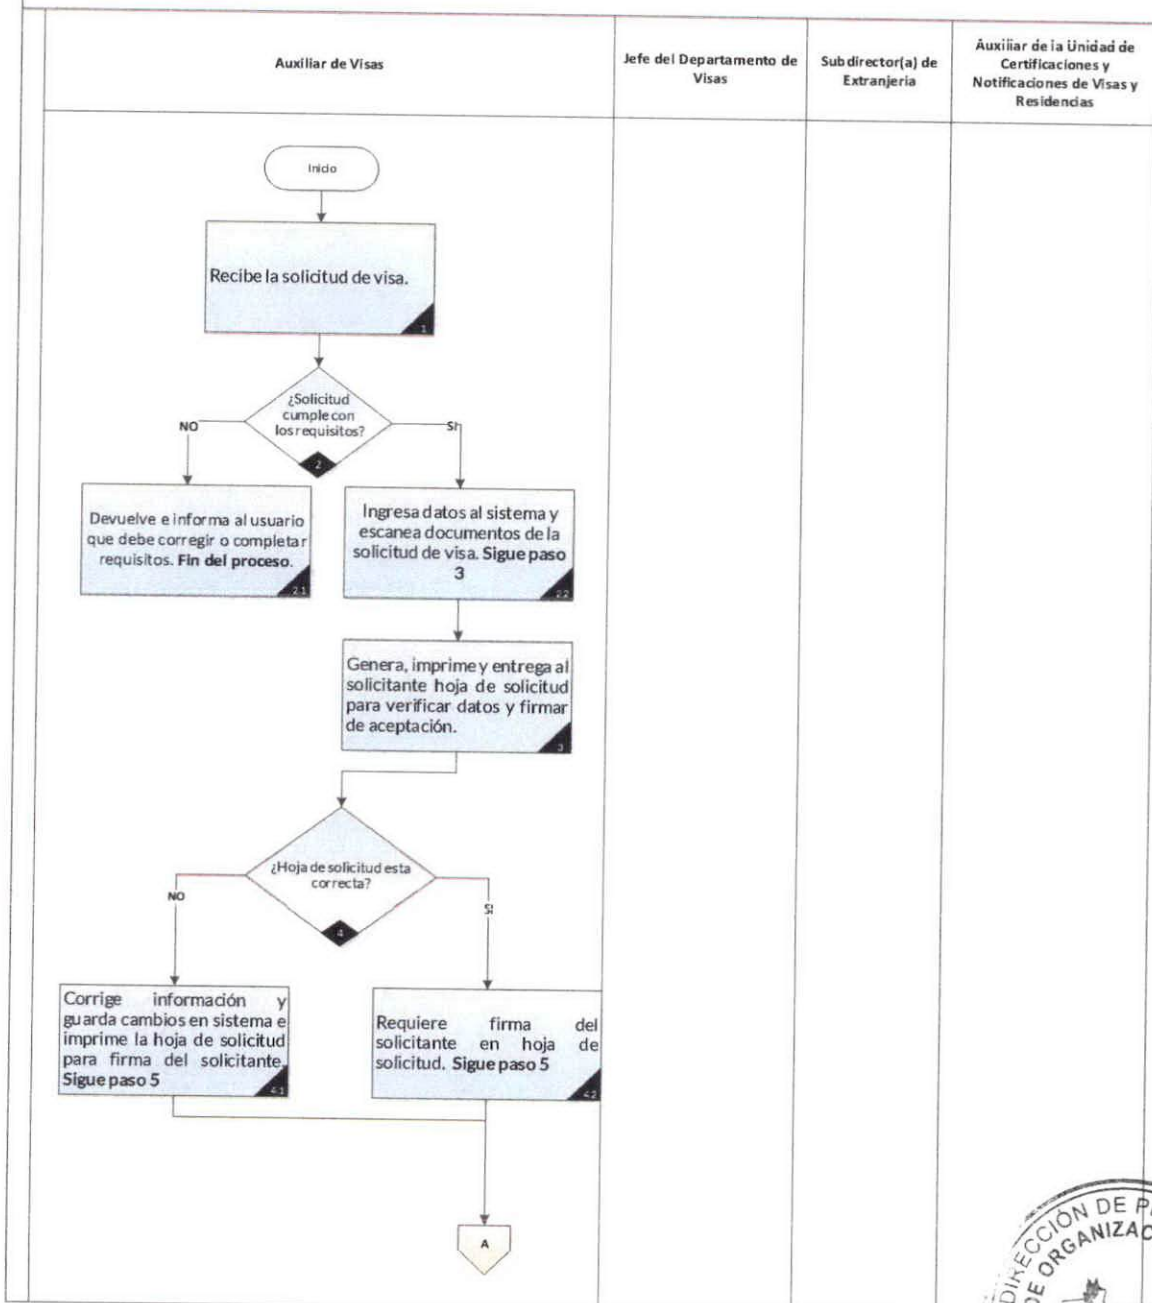 Auxiliar de Visas
Jefe del Departamento de
Visas
Subdirector(a) de
Extranjeria
Auxiliar de la Unidad de
Certificaciones y
Notificaciones de Visas y
Residencias
Inicio
Recibe la solicitud de visa.
1
¿Solicitud
cumple con
los requisitos?
2
NO
SI
Devuelve e informa al usuario
que debe corregir o completar
requisitos. Fin del proceso.
2.1
Ingresa datos al sistema y
escanea documentos de la
solicitud de visa. Sigue paso
3
2.2
Genera, imprime y entrega al
solicitante hoja de solicitud
para verificar datos y firmar
de aceptación.
3
¿Hoja de solicitud esta
correcta?
4
NO
SI
Corrige información y
guarda cambios en sistema e
imprime la hoja de solicitud
para firma del solicitante.
Sigue paso 5
4.1
Requiere firma del
solicitante en hoja de
solicitud. Sigue paso 5
4.2
A
DIRECCIÓN DE P
DE ORGANIZAC